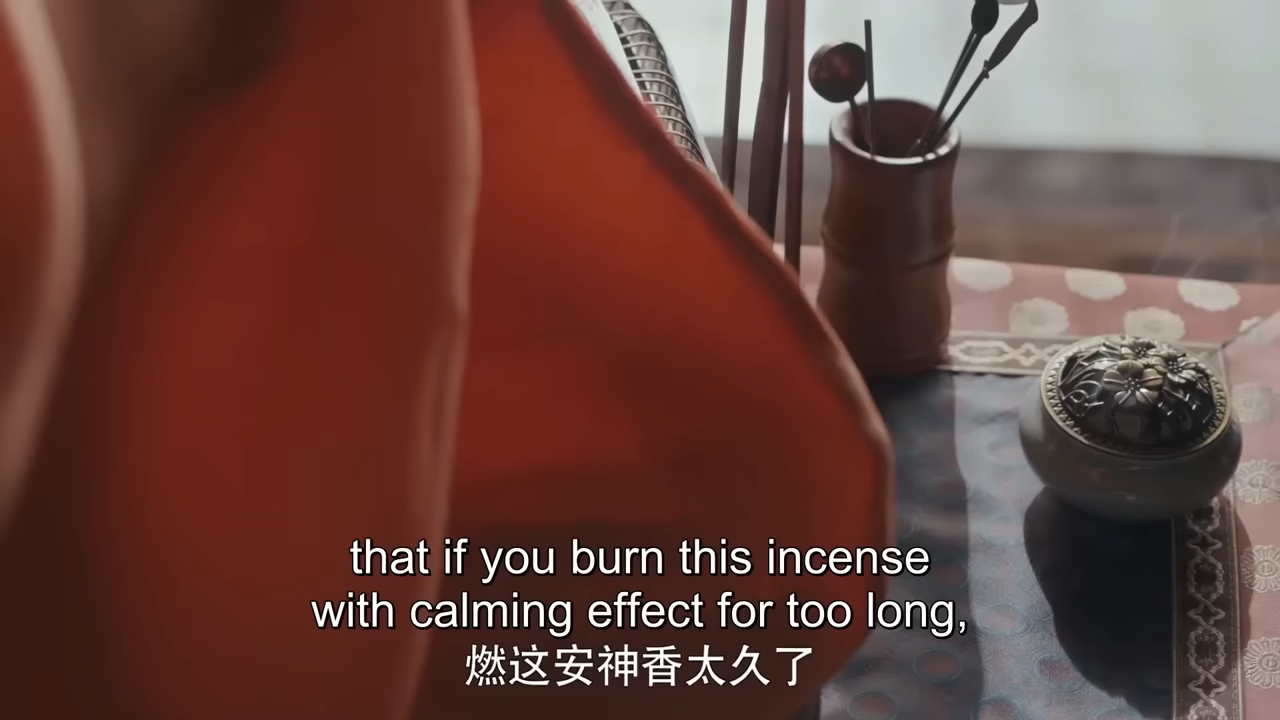 that if you burn this incense
with calming effect for too long,
燃这安神香太久了